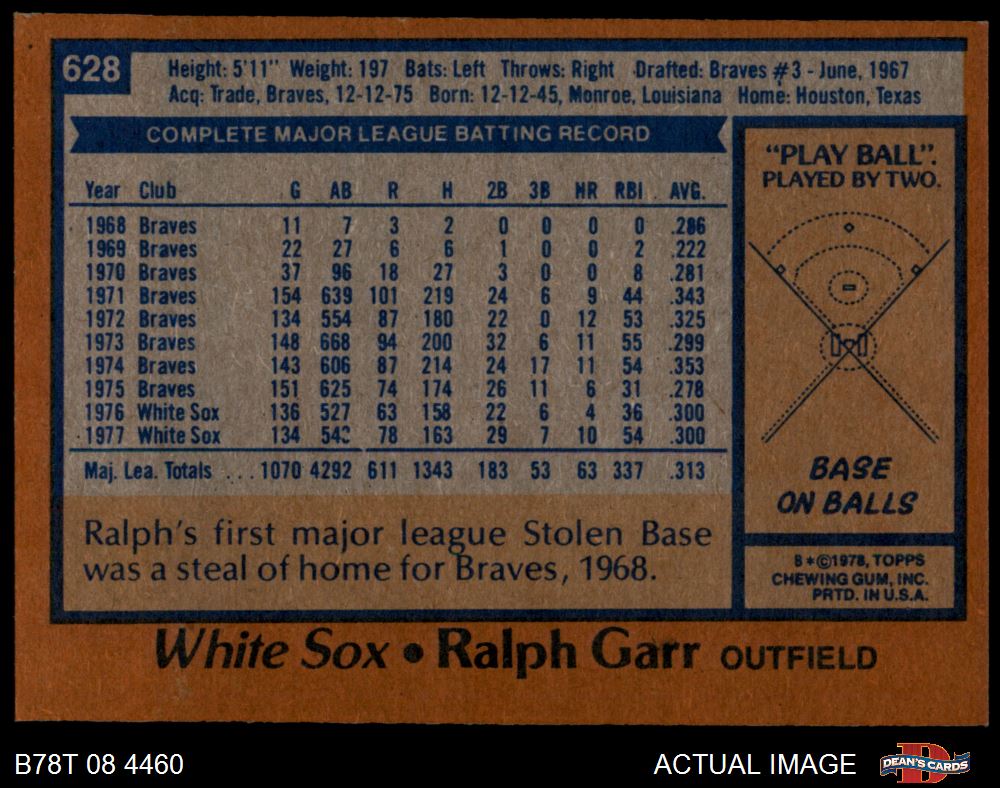 628
Height: 5'11" Weight: 197 Bats: Left Throws: Right Drafted: Braves #3 - June, 1967
Acq: Trade, Braves, 12-12-75 Born: 12-12-45, Monroe, Louisiana Home: Houston, Texas
COMPLETE MAJOR LEAGUE BATTING RECORD
Year Club G AB R H 2B 3B HR RBI AVG.
1968 Braves 11 7 3 2 0 0 0 0 .286
1969 Braves 22 27 6 6 1 0 0 2 .222
1970 Braves 37 96 18 27 3 0 0 8 .281
1971 Braves 154 639 101 219 24 6 9 44 .343
1972 Braves 134 554 87 180 22 0 12 53 .325
1973 Braves 148 668 94 200 32 6 11 55 .299
1974 Braves 143 606 87 214 24 17 11 54 .353
1975 Braves 151 625 74 174 26 11 6 31 .278
1976 White Sox 136 527 63 158 22 6 4 36 .300
1977 White Sox 134 78 163 29 7 10 54 .300
Maj. Lea. Totals ... 1070 4292 611 1343 183 53 63 337 .313
Ralph's first major league Stolen Base
was a steal of home for Braves, 1968.
"PLAY BALL".
PLAYED BY TWO.
BASE
ON BALLS
B*©1978, TOPPS
CHEWING GUM, INC.
PRTD. IN U.S.A.
White Sox • Ralph Garr OUTFIELD
B78T 08 4460
ACTUAL IMAGE
DEAN'S CARDS